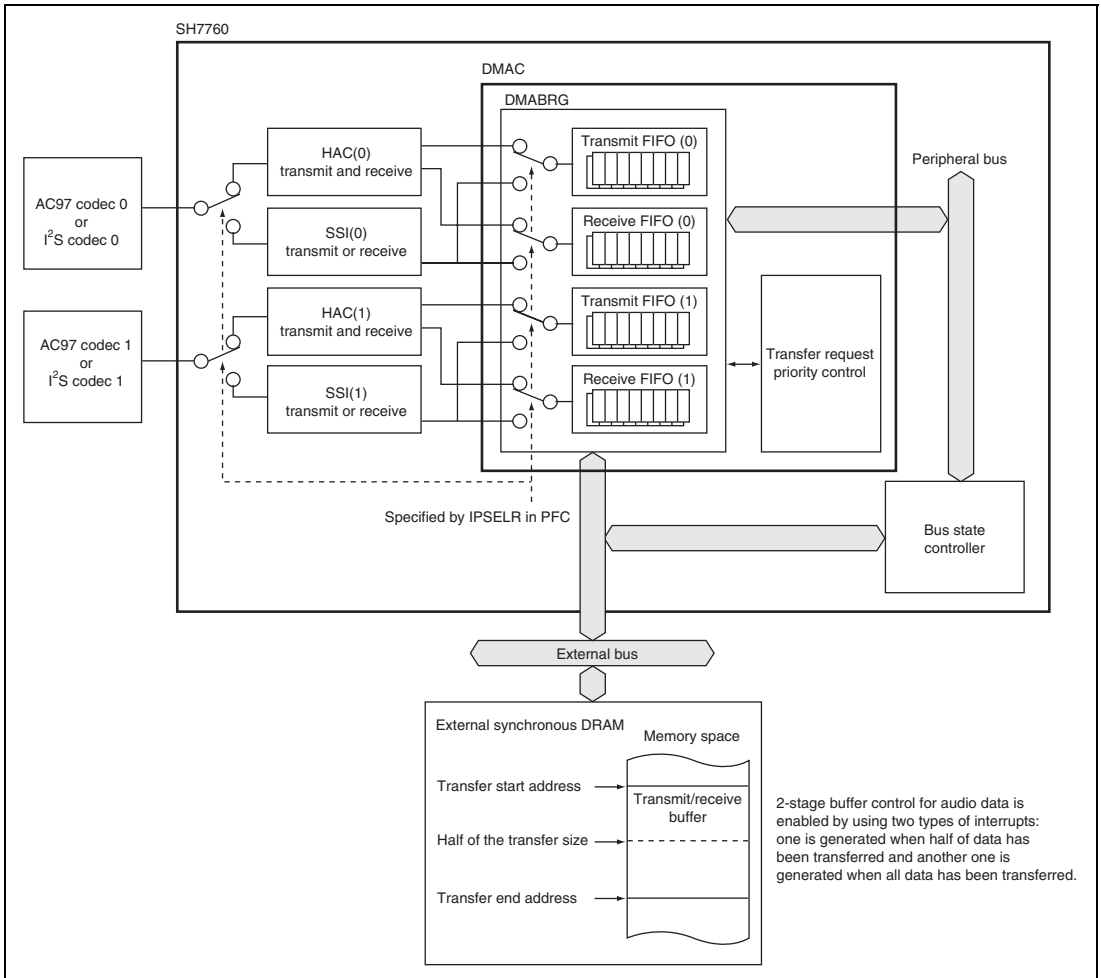 SH7760
DMAC
DMABRG
AC97 codec 0
or
I²S codec 0
HAC(0)
transmit and receive
SSI(0)
transmit or receive
Transmit FIFO (0)
Receive FIFO (0)
Peripheral bus
AC97 codec 1
or
I²S codec 1
HAC(1)
transmit and receive
SSI(1)
transmit or receive
Transmit FIFO (1)
Receive FIFO (1)
Transfer request
priority control
Specified by IPSELR in PFC
Bus state
controller
External bus
External synchronous DRAM
Memory space
Transfer start address
Transmit/receive
buffer
Half of the transfer size
Transfer end address
2-stage buffer control for audio data is
enabled by using two types of interrupts:
one is generated when half of data has
been transferred and another one is
generated when all data has been transferred.